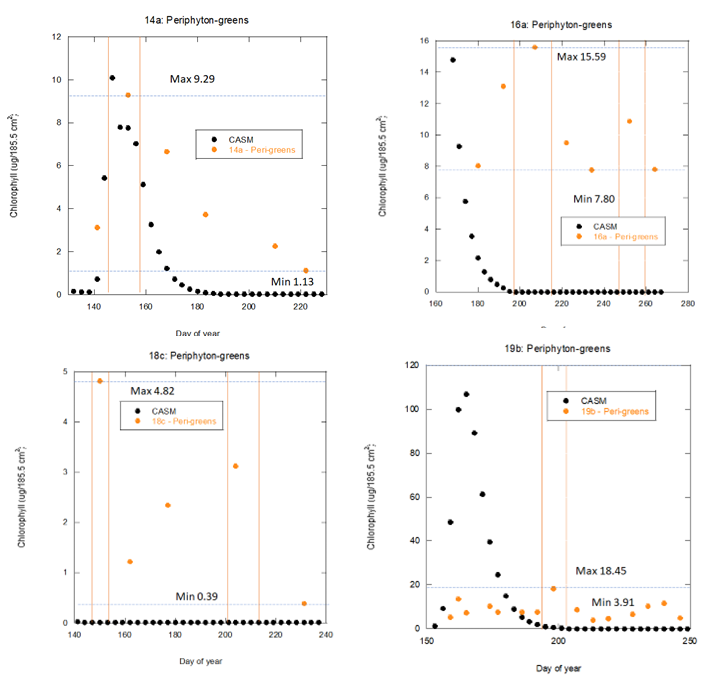 14a: Periphyton-greens
12
10
8
6
4
2
0
Chlorophyll (ug/185.5 cm²;
Max 9.29
CASM
14a - Peri-greens
Min 1.13
140 160 180 200 220
Day of year
16a: Periphyton-greens
16
14
12
10
8
6
4
2
0
Chlorophyll (ug/185.5 cm²;
Max 15.59
Min 7.80
CASM
16a - Peri-greens
160 180 200 220 240 260 280
18c: Periphyton-greens
5
4
3
2
1
0
Chlorophyll (ug/185.5 cm²;
Max 4.82
CASM
18c - Peri-greens
Min 0.39
140 160 180 200 220 240
Day of year
19b: Periphyton-greens
120
100
80
60
40
20
0
Chlorophyll (ug/185.5 cm²;
CASM
19b - Peri-greens
Max 18.45
Min 3.91
150 200 250
Day of year